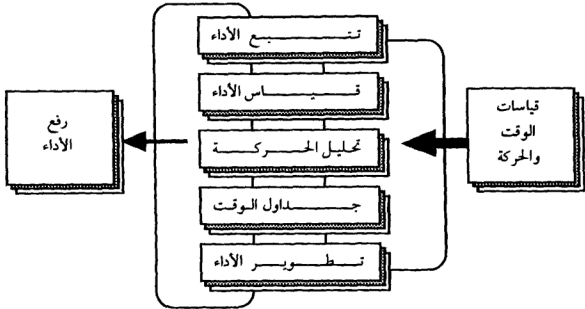 قياسات
الوقت
والحركة
تتبع الأداء
قياس الأداء
تحليل الحركة
جداول الوقت
تطوير الأداء
رفع
الأداء